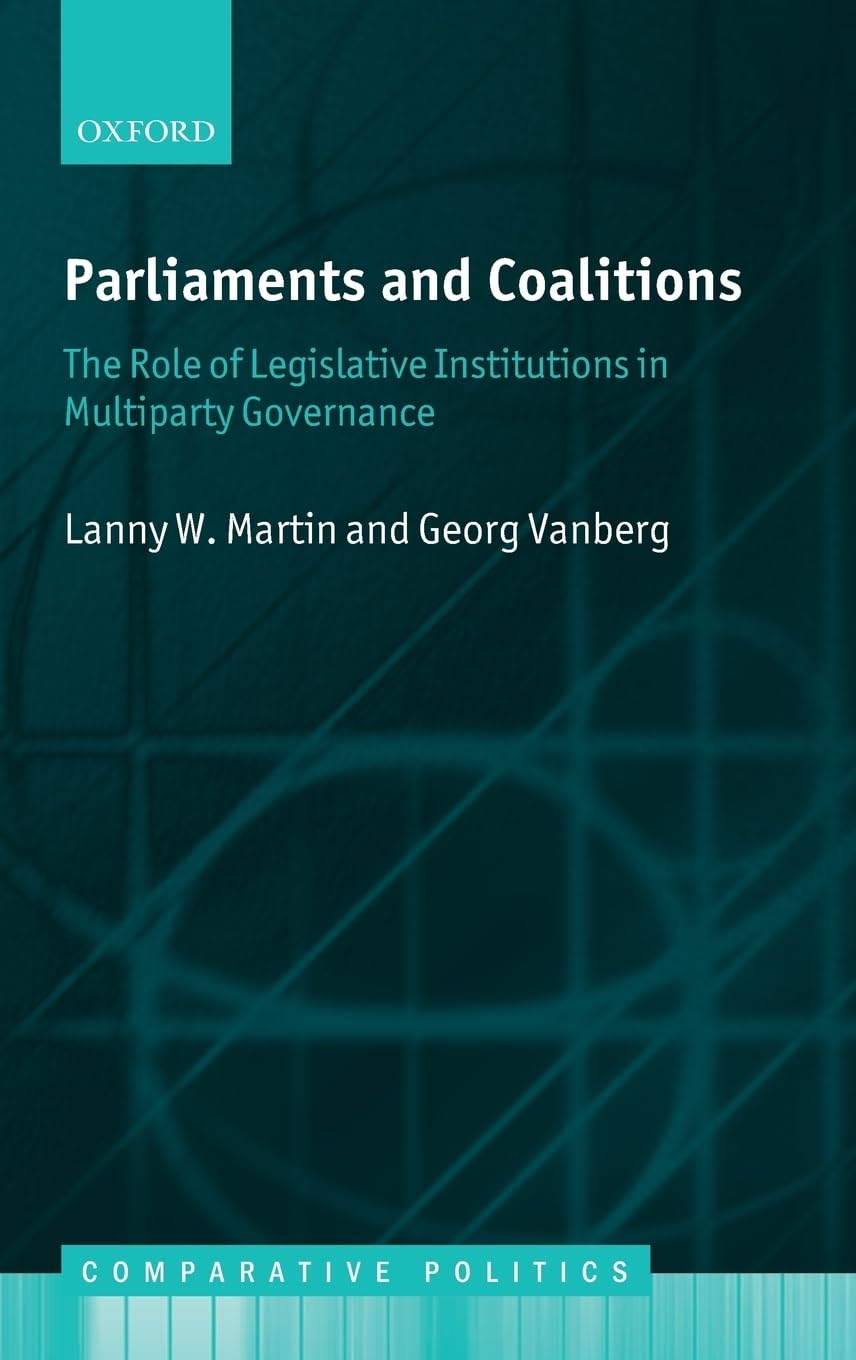 OXFORD
Parliaments and Coalitions
The Role of Legislative Institutions in
Multiparty Governance
Lanny W. Martin and Georg Vanberg
COMPARATIVE POLITICS